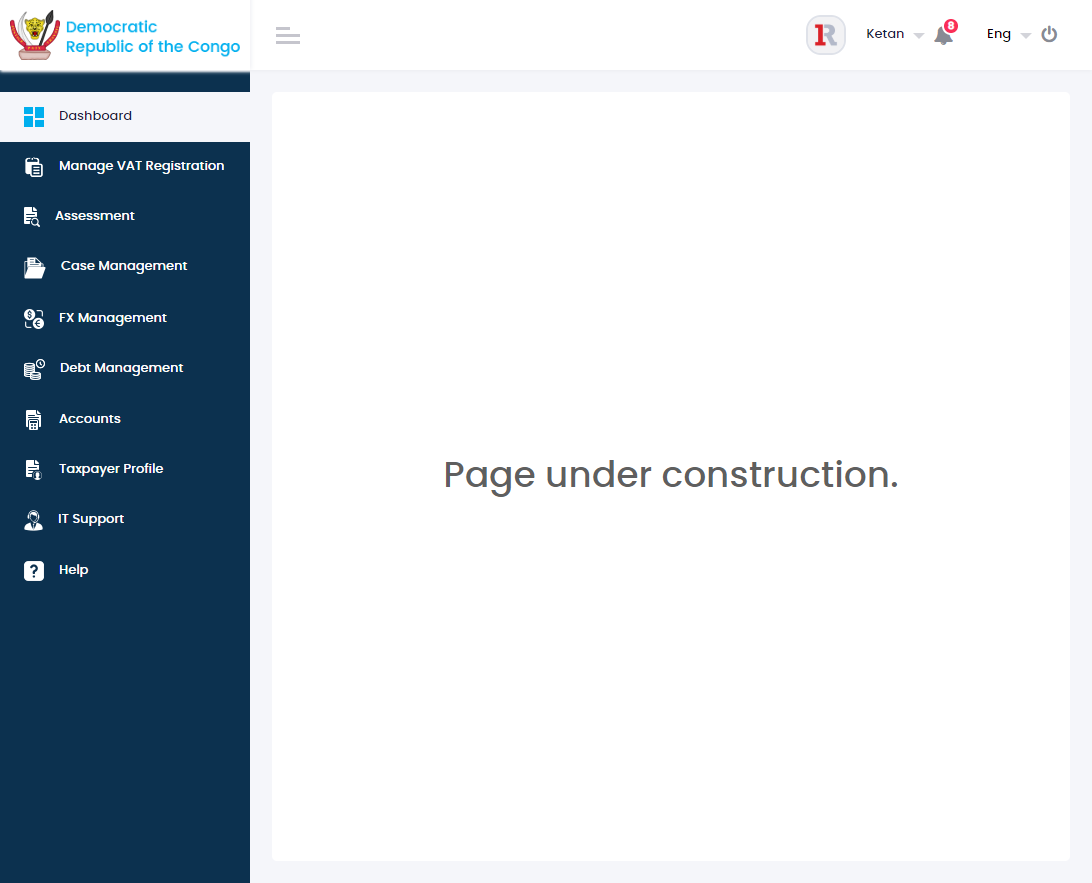 Democratic
Republic of the Congo
Ketan
8
Eng
Dashboard
Manage VAT Registration
Assessment
Case Management
FX Management
Debt Management
Accounts
Taxpayer Profile
IT Support
? Help
Page under construction.